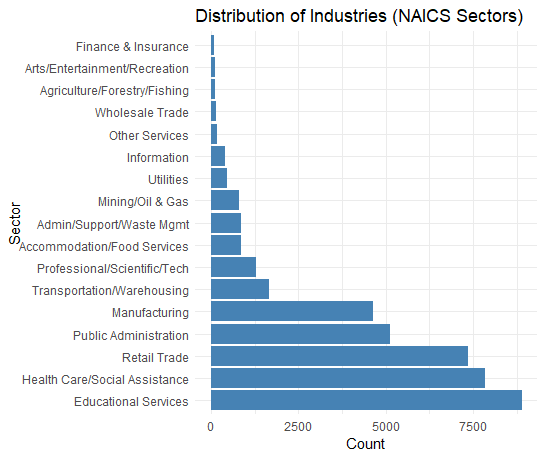 Distribution of Industries (NAICS Sectors)
Finance & Insurance
Arts/Entertainment/Recreation
Agriculture/Forestry/Fishing
Wholesale Trade
Other Services
Information
Utilities
Mining/Oil & Gas
Admin/Support/Waste Mgmt
Accommodation/Food Services
Professional/Scientific/Tech
Transportation/Warehousing
Manufacturing
Public Administration
Retail Trade
Health Care/Social Assistance
Educational Services
Sector
0 2500 5000 7500
Count